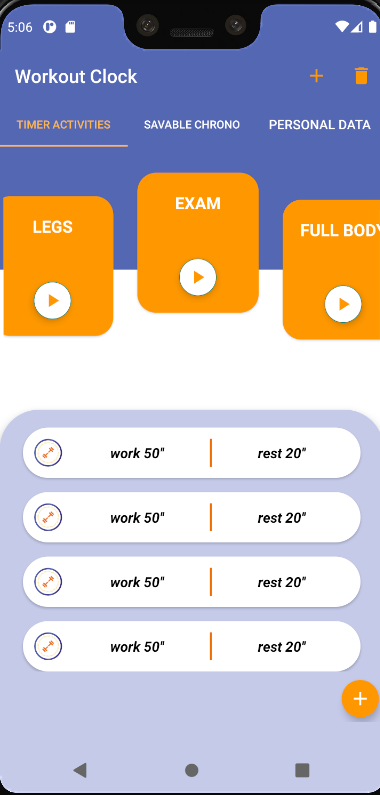 5:06
Workout Clock
TIMER ACTIVITIES
SAVABLE CHRONO
PERSONAL DATA
LEGS
EXAM
FULL BODY
work 50" rest 20"
work 50" rest 20"
work 50" rest 20"
work 50" rest 20"